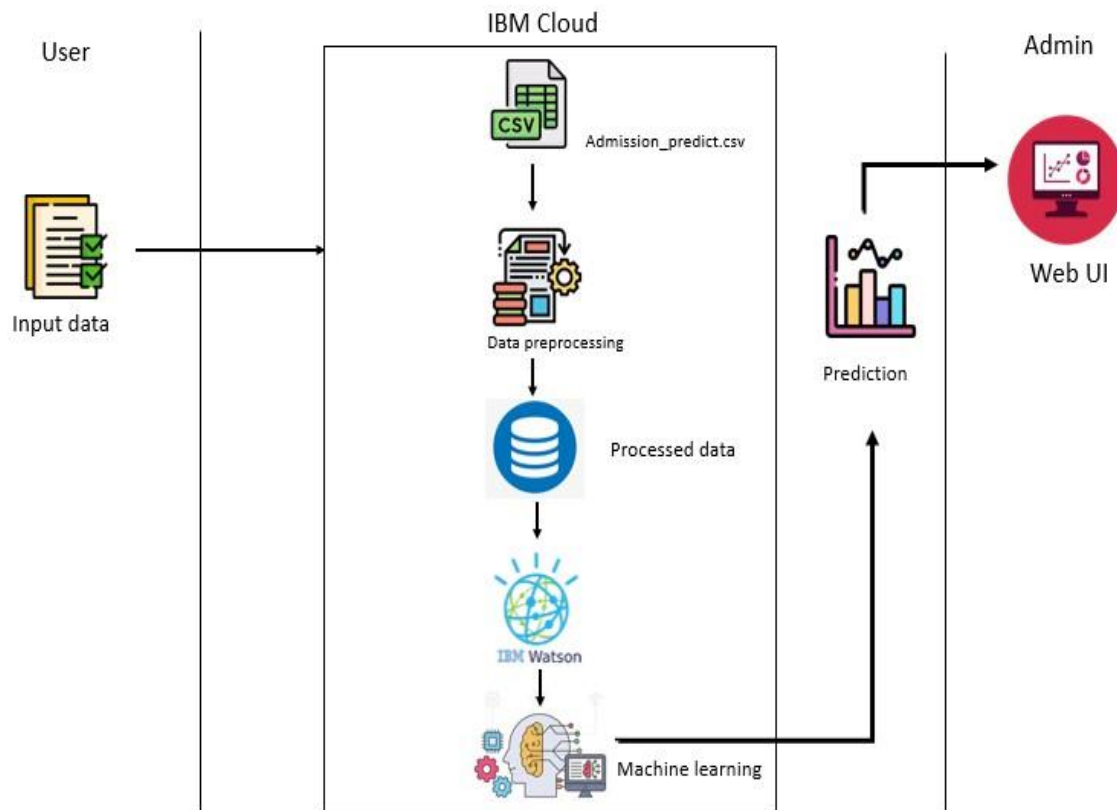 IBM Cloud
User
Admin
CSV
Admission_predict.csv
Input data
Data preprocessing
Web UI
Prediction
Processed data
IBM Watson
Machine learning